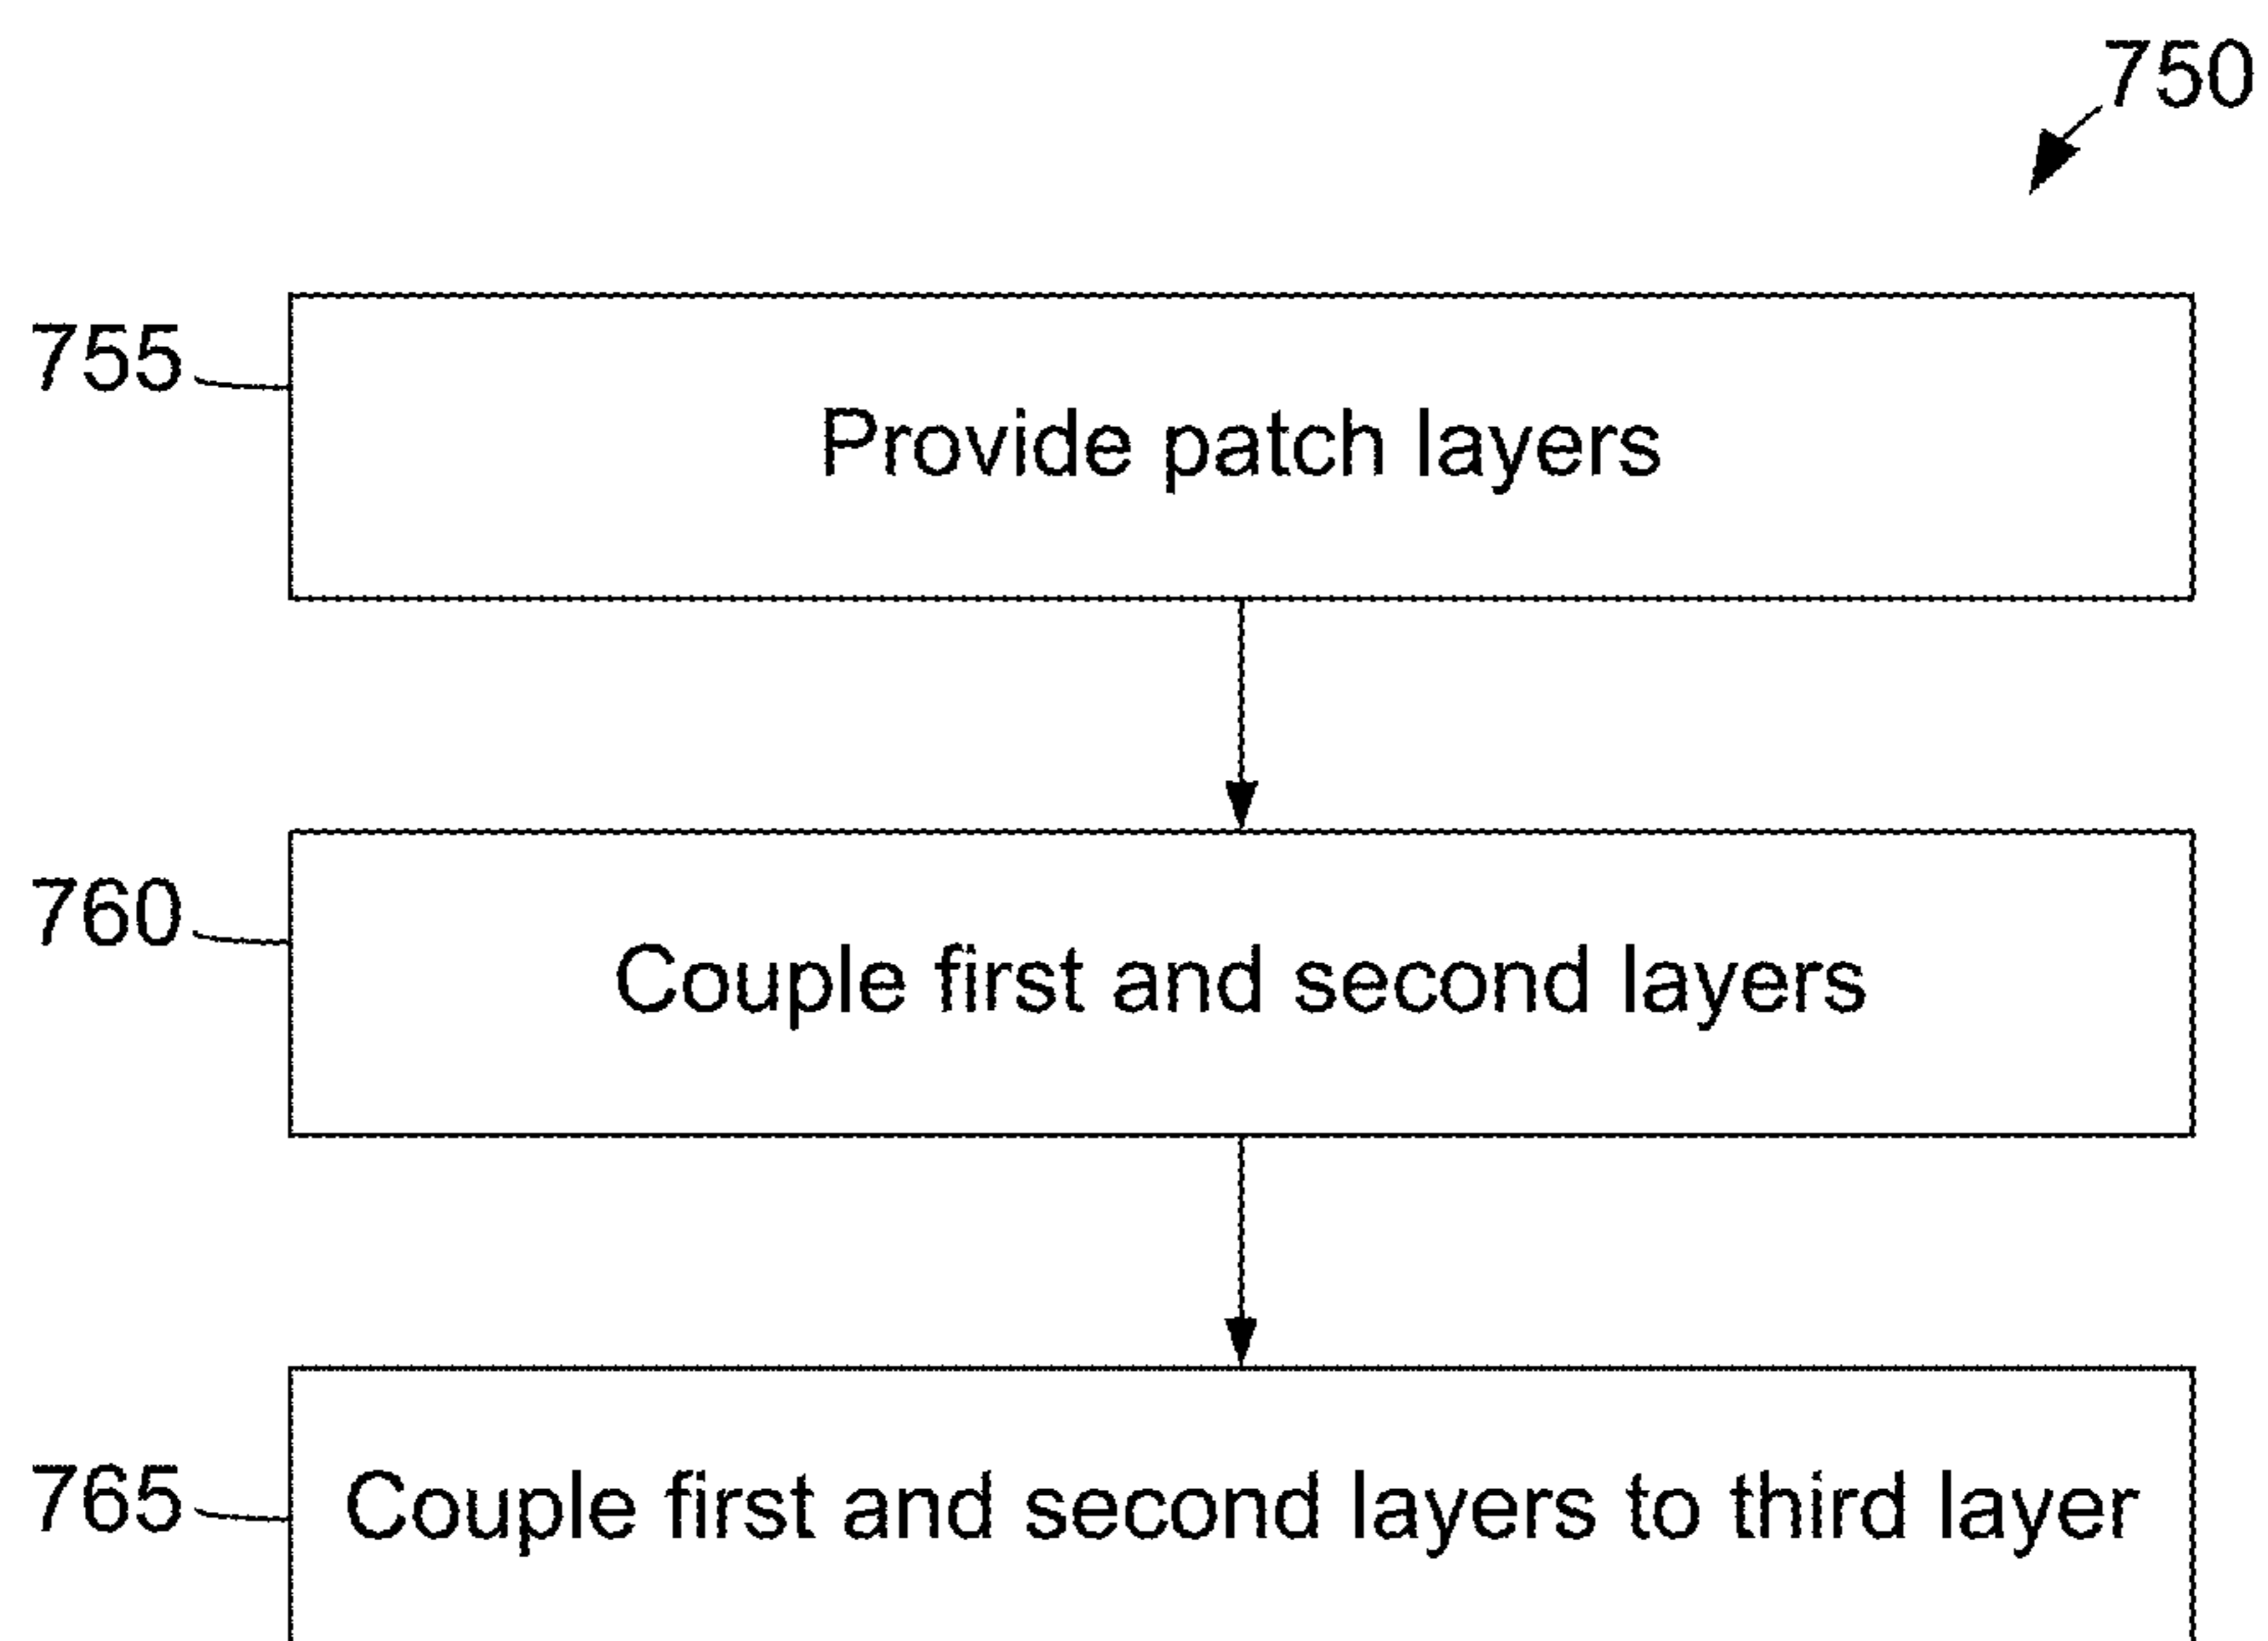 750
755
Provide patch layers
760
Couple first and second layers
765
Couple first and second layers to third layer